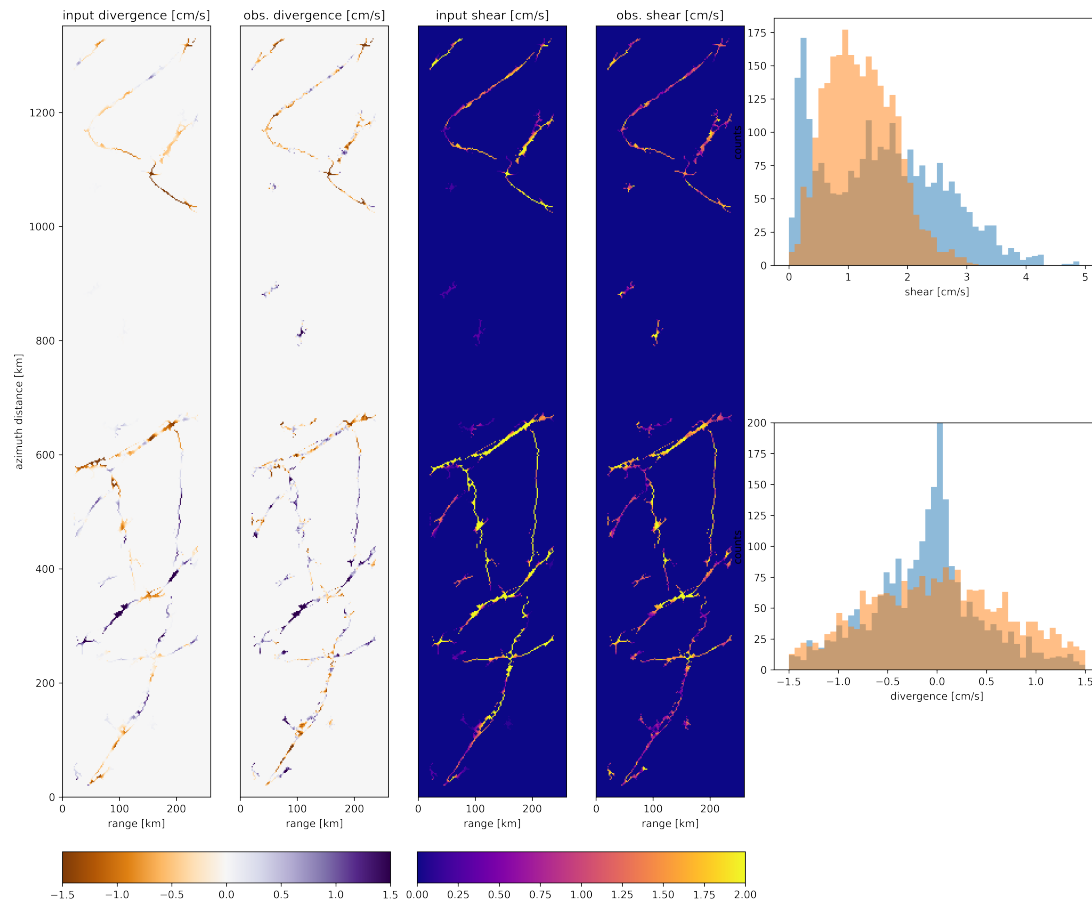 input divergence [cm/s]
obs. divergence [cm/s]
input shear [cm/s]
obs. shear [cm/s]
azimuth distance [km]
1200
1000
800
600
400
200
0
0 100 200
range [km]
0 100 200
range [km]
0 100 200
range [km]
0 100 200
range [km]
−1.5 −1.0 −0.5 0.0 0.5 1.0 1.5
0.00 0.25 0.50 0.75 1.00 1.25 1.50 1.75 2.00
counts
175
150
125
100
75
50
25
0
0 1 2 3 4 5
shear [cm/s]
counts
200
175
150
125
100
75
50
25
0
−1.5 −1.0 −0.5 0.0 0.5 1.0 1.5
divergence [cm/s]